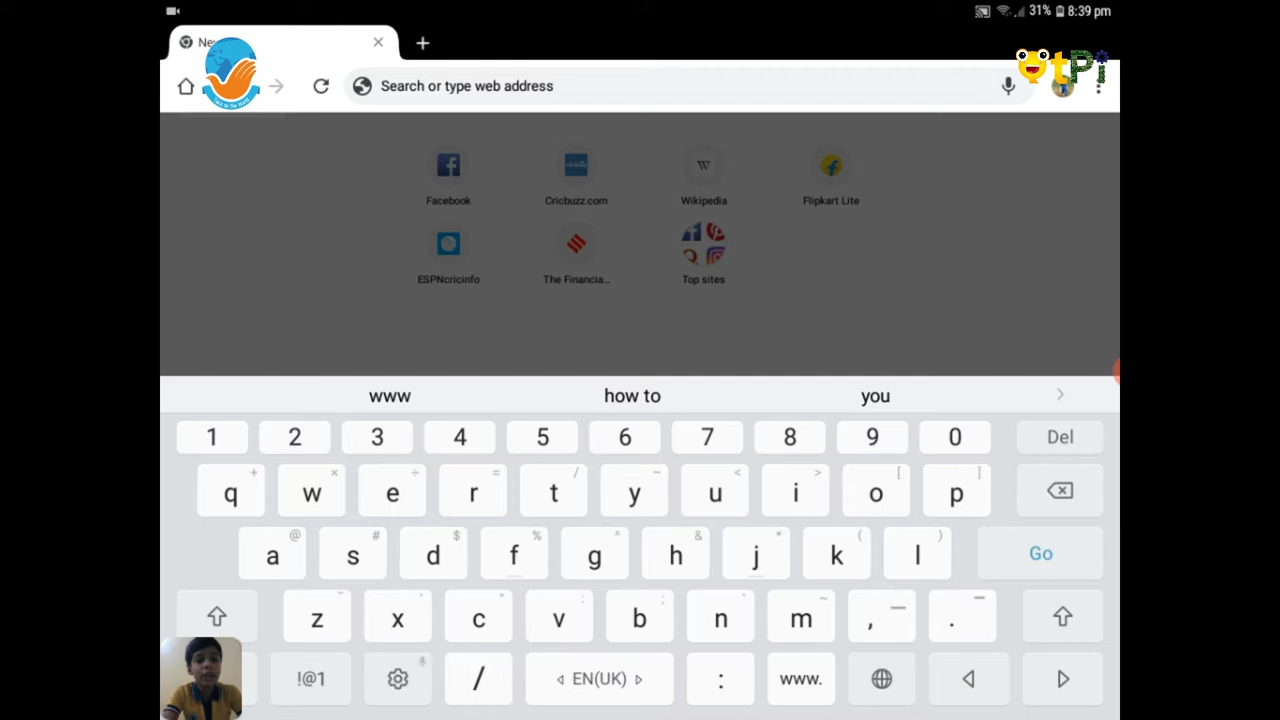 31% 8:39 pm
Ne
Search or type web address
OtPi
Facebook Cricbuzz.com Wikipedia Flipkart Lite
ESPNcricinfo The Financia... Top sites
www how to you
1 2 3 4 5 6 7 8 9 0 Del
q w e r t y u i o p
a s d f g h j k l Go
z x c v b n m , .
!@1 / EN(UK) : www.